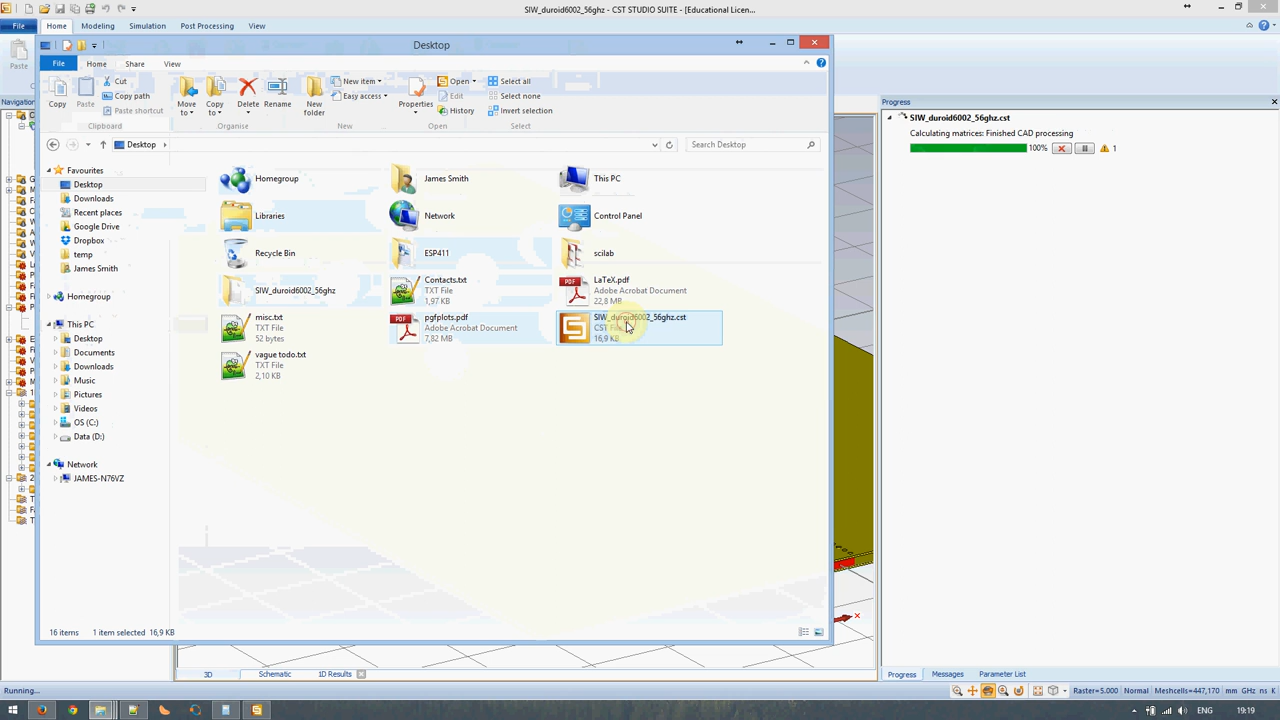 SIW_duroid6002_56ghz - CST STUDIO SUITE - [Educational Licen...
File Home Modeling Simulation Post Processing View
Paste
Navigation
Desktop
File Home Share View
Copy
Paste
Cut
Copy path
Paste shortcut
Move to
Copy to
Delete
Rename
New folder
New item
Easy access
Properties
Open
Edit
History
Select all
Select none
Invert selection
Clipboard Organise New Open Select
Desktop
Search Desktop
Favourites
Desktop
Downloads
Recent places
Google Drive
Dropbox
temp
James Smith
Homegroup
This PC
Desktop
Documents
Downloads
Music
Pictures
Videos
OS (C:)
Data (D:)
Network
JAMES-N76VZ
Homegroup
James Smith
This PC
Libraries
Network
Control Panel
Recycle Bin
ESP411
scilab
SIW_duroid6002_56ghz
Contacts.txt
TXT File
1,97 KB
LaTeX.pdf
Adobe Acrobat Document
22,8 MB
misc.txt
TXT File
52 bytes
pgfplots.pdf
Adobe Acrobat Document
7,82 MB
SIW_duroid6002_56ghz.cst
CST File
16,9 KB
vague todo.txt
TXT File
2,10 KB
16 items 1 item selected 16,9 KB
Progress
SIW_duroid6002_56ghz.cst
Calculating matrices: Finished CAD processing
100% 1
3D Schematic 1D Results
Progress Messages Parameter List
Running...
Raster=5.000 Normal Meshcells=447,170 mm GHz ns K
ENG 19:19